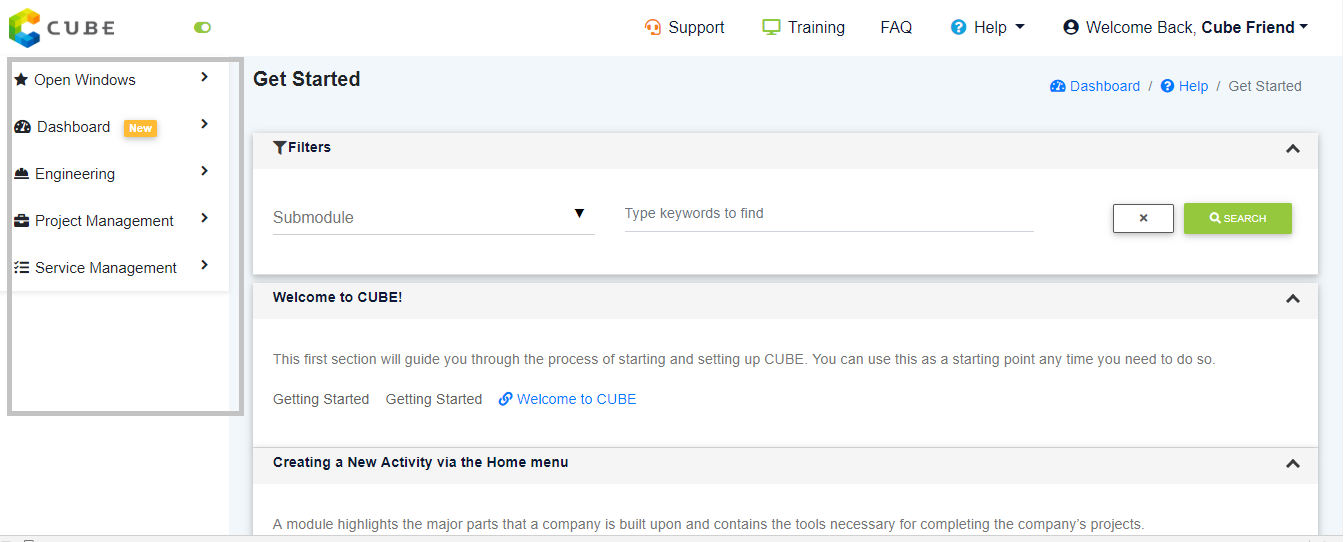 CUBE
Support Training FAQ Help Welcome Back, Cube Friend
Open Windows
Dashboard New
Engineering
Project Management
Service Management
Get Started
Dashboard / Help / Get Started
Filters
Submodule
Type keywords to find
SEARCH
Welcome to CUBE!
This first section will guide you through the process of starting and setting up CUBE. You can use this as a starting point any time you need to do so.
Getting Started Getting Started Welcome to CUBE
Creating a New Activity via the Home menu
A module highlights the major parts that a company is built upon and contains the tools necessary for completing the company's projects.